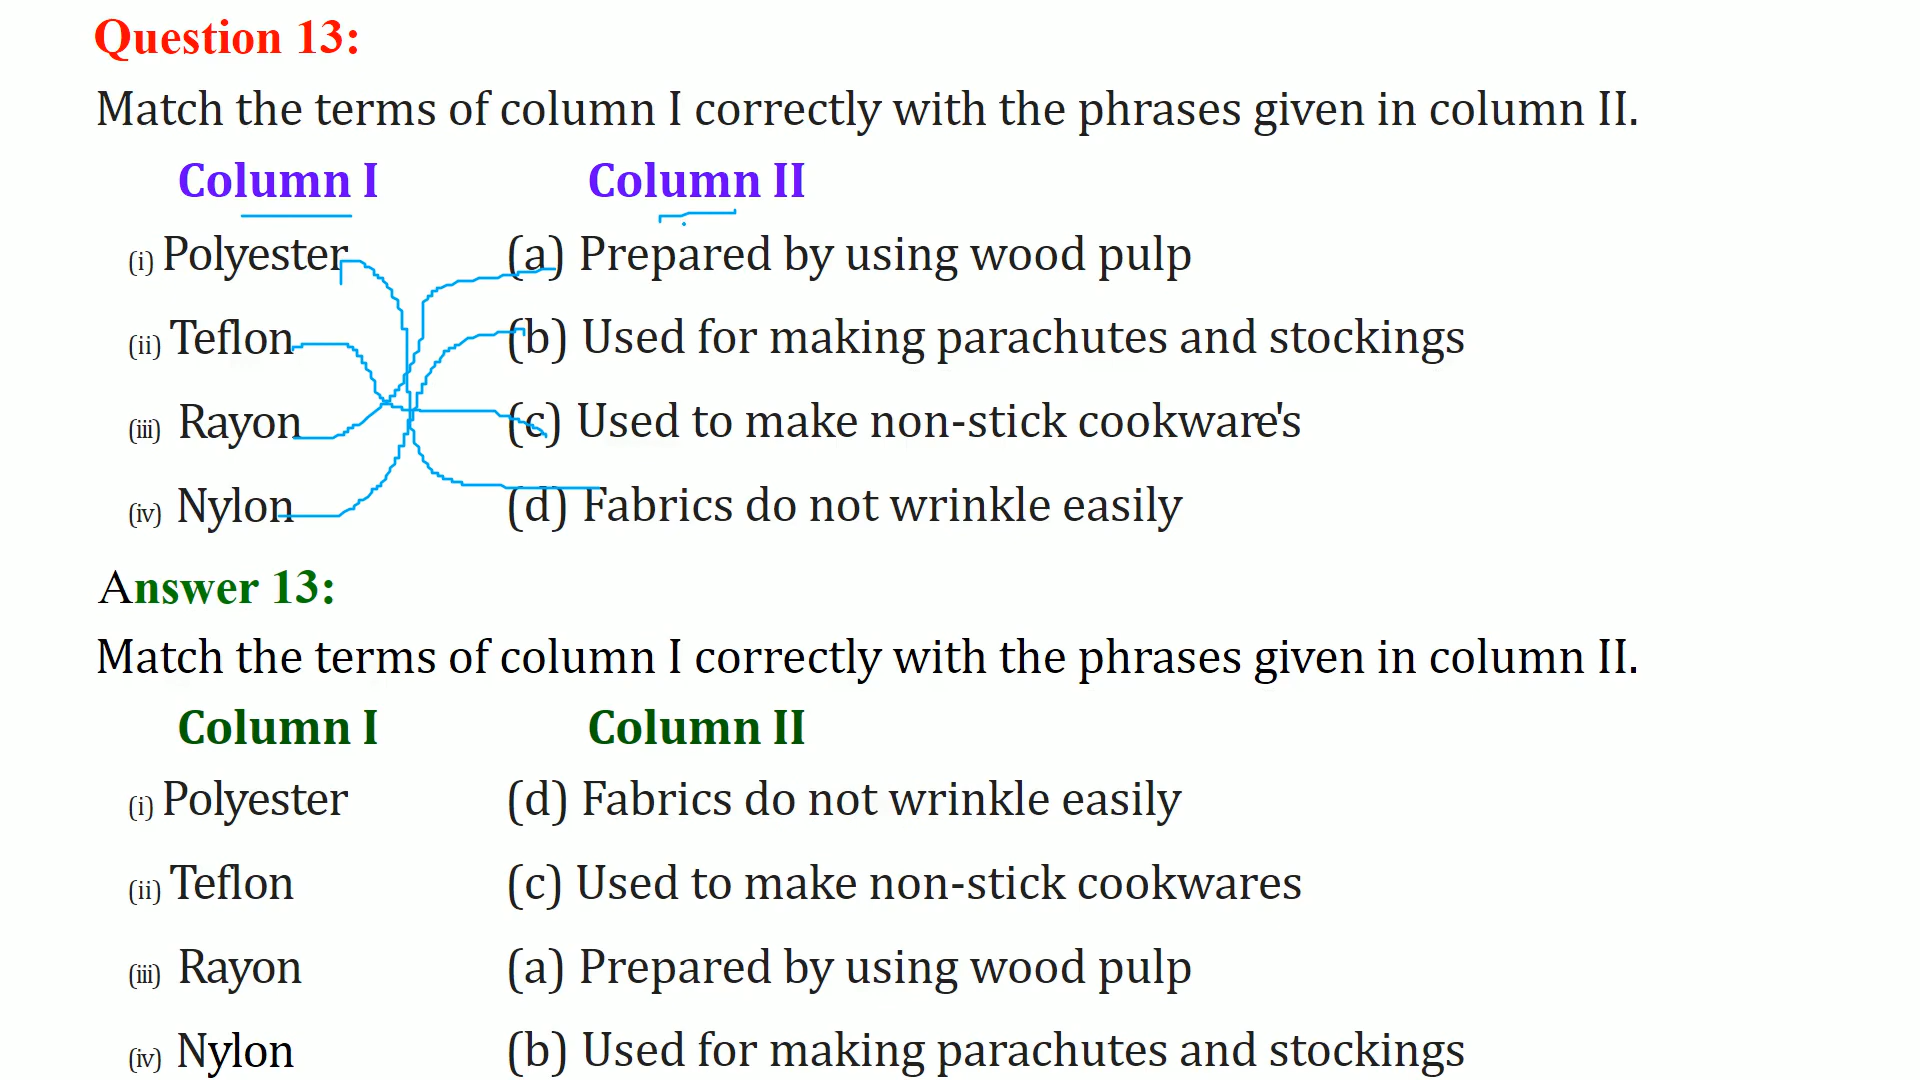 Question 13:
Match the terms of column I correctly with the phrases given in column II.
Column I Column II
(i) Polyester (a) Prepared by using wood pulp
(ii) Teflon (b) Used for making parachutes and stockings
(iii) Rayon (c) Used to make non-stick cookware's
(iv) Nylon (d) Fabrics do not wrinkle easily
Answer 13:
Match the terms of column I correctly with the phrases given in column II.
Column I Column II
(i) Polyester (d) Fabrics do not wrinkle easily
(ii) Teflon (c) Used to make non-stick cookwares
(iii) Rayon (a) Prepared by using wood pulp
(iv) Nylon (b) Used for making parachutes and stockings